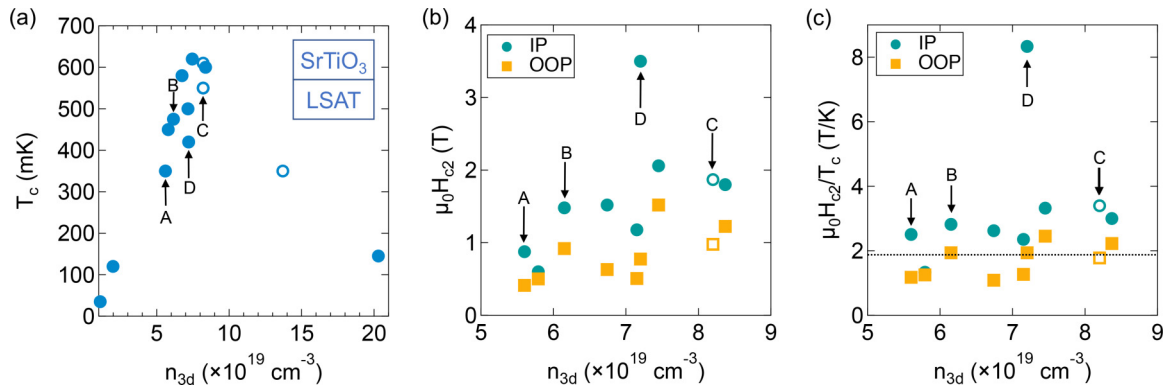 (a)
700
600
500
400
300
200
100
0
T_c (mK)
5
10
15
20
n_3d (×10^19 cm^-3)
SrTiO_3
LSAT
A
B
C
D
(b)
4
3
2
1
0
μ_0H_c2 (T)
5
6
7
8
9
n_3d (×10^19 cm^-3)
IP
OOP
A
B
C
D
(c)
8
6
4
2
0
μ_0H_c2/T_c (T/K)
5
6
7
8
9
n_3d (×10^19 cm^-3)
IP
OOP
A
B
C
D